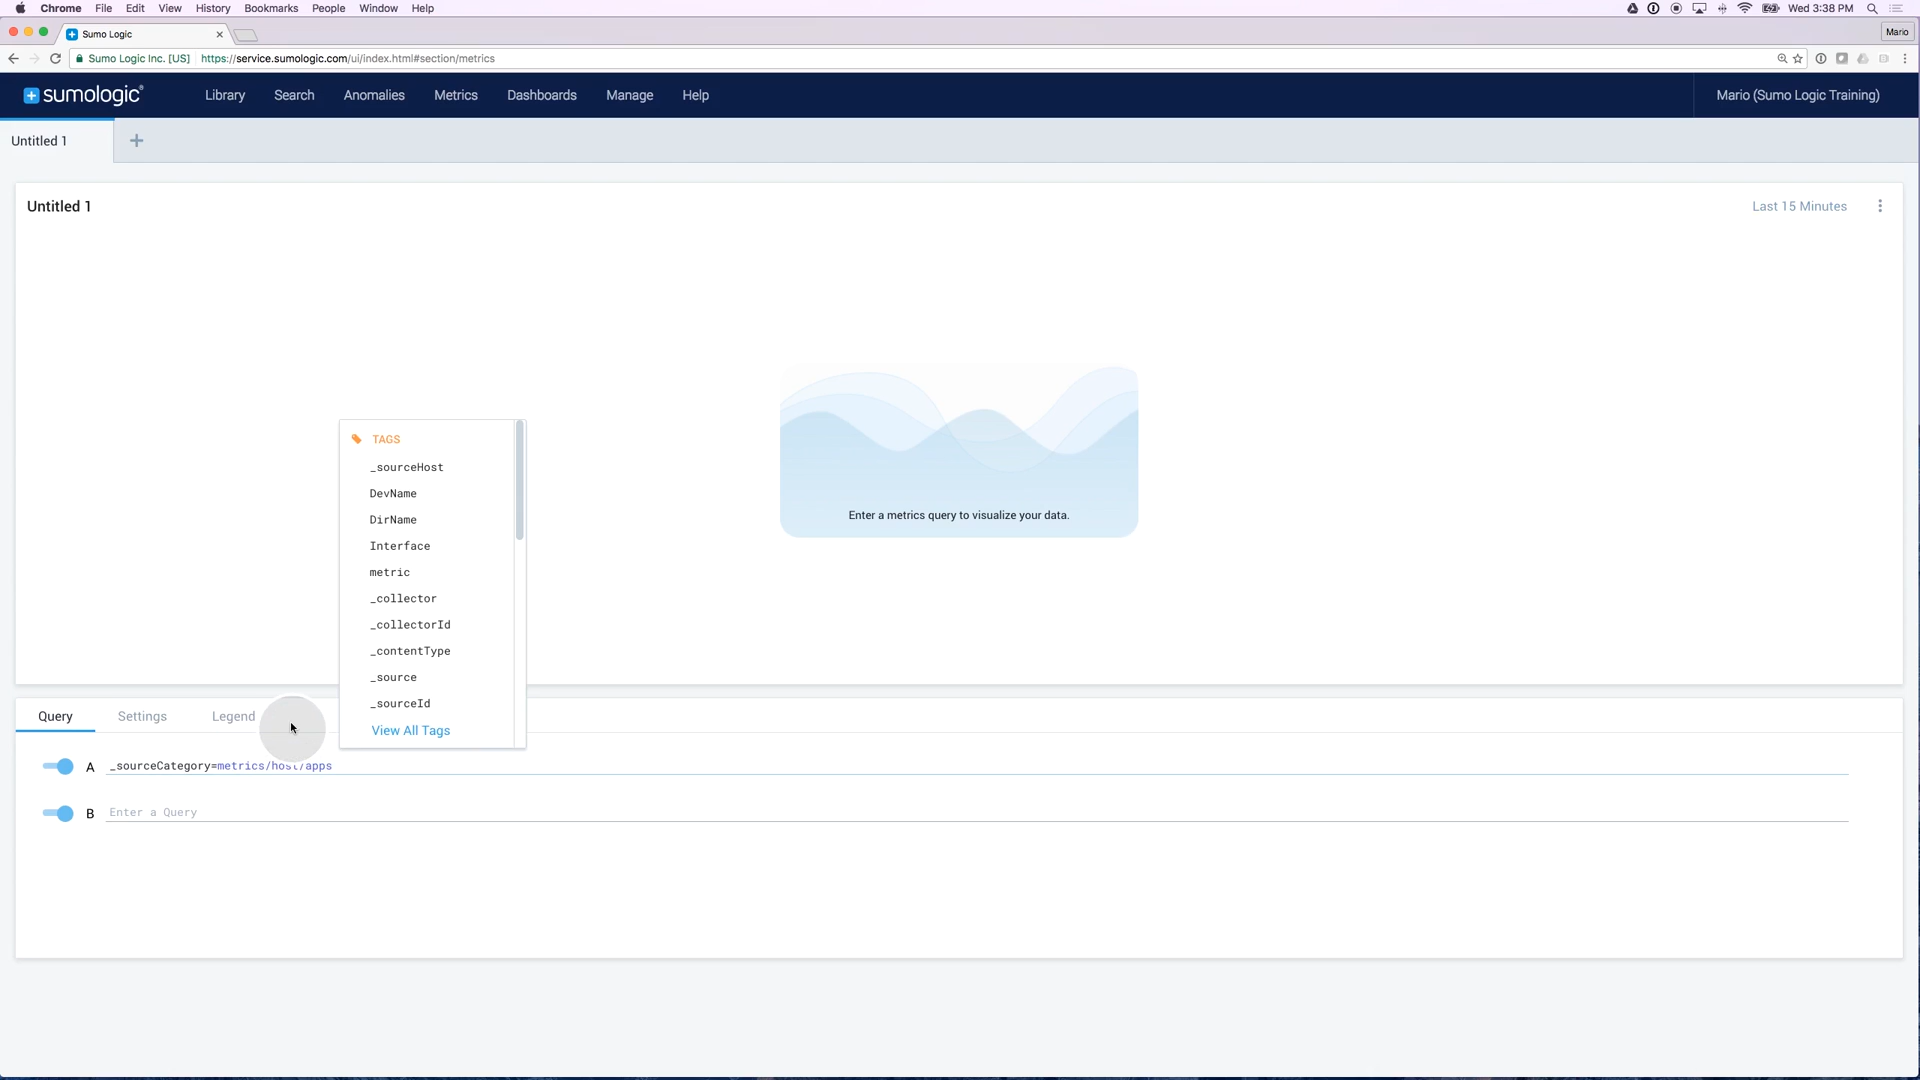 Chrome File Edit View History Bookmarks People Window Help Wed 3:38 PM
Sumo Logic Mario
Sumo Logic Inc. [US] https://service.sumologic.com/ui/index.html#section/metrics
sumologic Library Search Anomalies Metrics Dashboards Manage Help Mario (Sumo Logic Training)
Untitled 1 +
Untitled 1 Last 15 Minutes
Enter a metrics query to visualize your data.
TAGS
_sourceHost
DevName
DirName
Interface
metric
_collector
_collectorId
_contentType
_source
_sourceId
View All Tags
Query Settings Legend
A _sourceCategory=metrics/host/apps
B Enter a Query